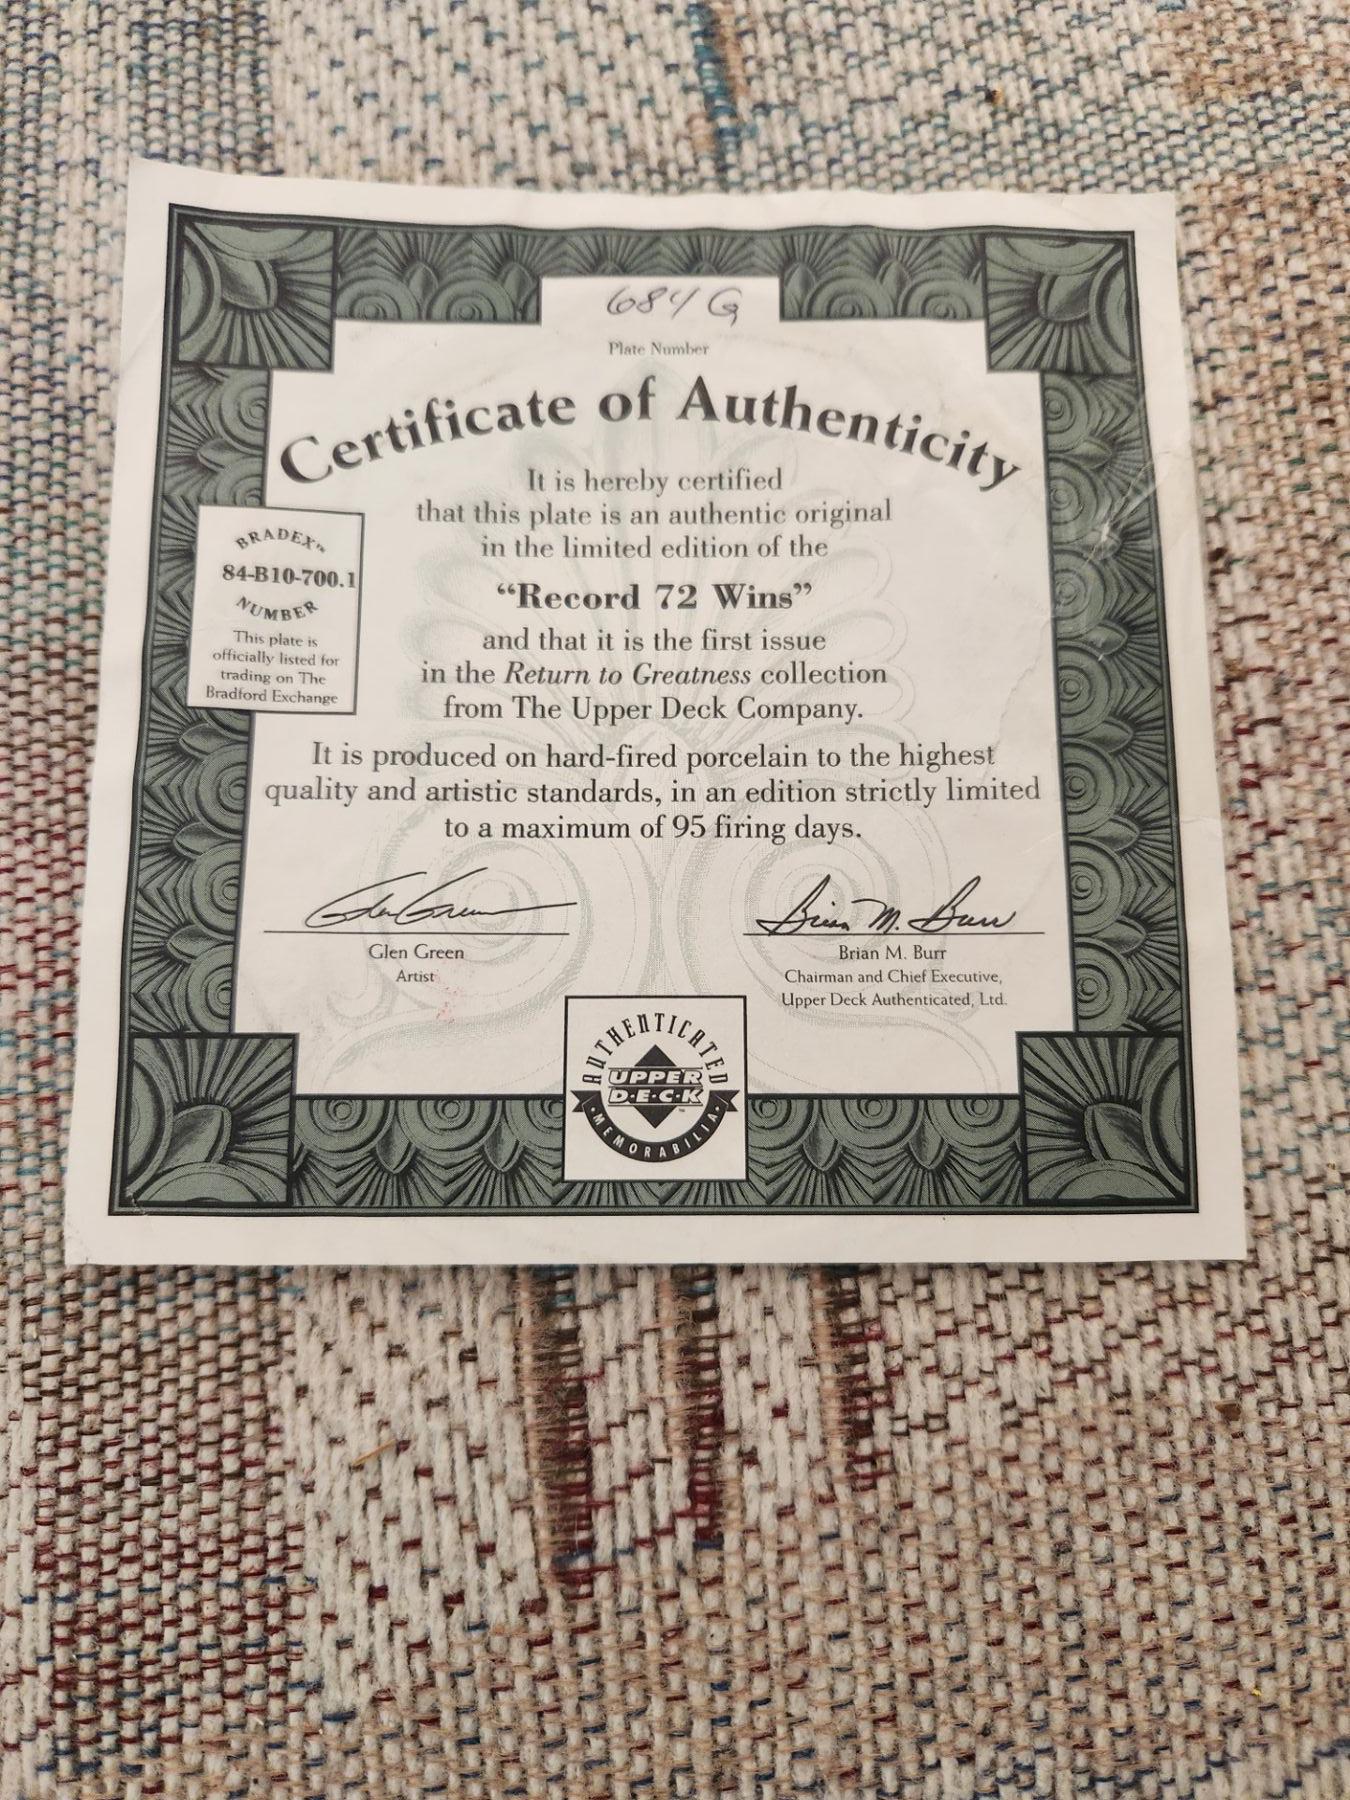 684 G
Plate Number
Certificate of Authenticity
It is hereby certified
that this plate is an authentic original
in the limited edition of the
“Record 72 Wins”
and that it is the first issue
in the Return to Greatness collection
from The Upper Deck Company.
BRADEX™
84-B10-700.1
NUMBER
This plate is
officially listed for
trading on The
Bradford Exchange
It is produced on hard-fired porcelain to the highest
quality and artistic standards, in an edition strictly limited
to a maximum of 95 firing days.
Glen Green
Glen Green
Artist
Brian M. Burr
Brian M. Burr
Chairman and Chief Executive,
Upper Deck Authenticated, Ltd.
AUTHENTICATED
UPPER
D•E•C•K™
•MEMORABILIA•